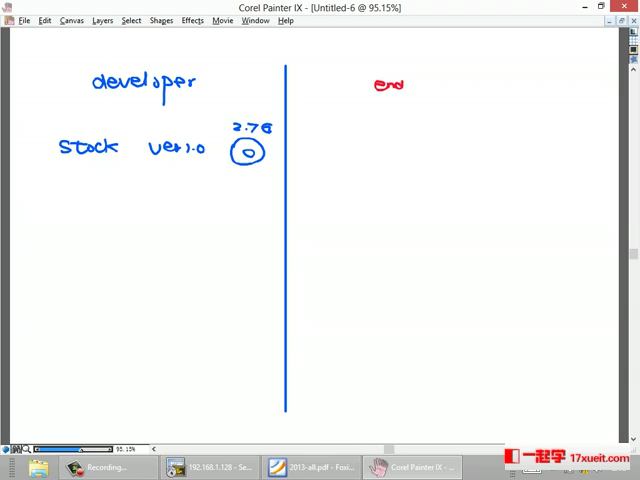 Corel Painter IX - [Untitled-6 @ 95.15%]
File Edit Canvas Layers Select Shapes Effects Movie Window Help
developer
end
2.7G
Stock ver1.0
95.15%
Recording...
192.168.1.128 - Se...
2013-all.pdf - Foxi...
Corel Painter IX - ...
一起学 17xueit.com